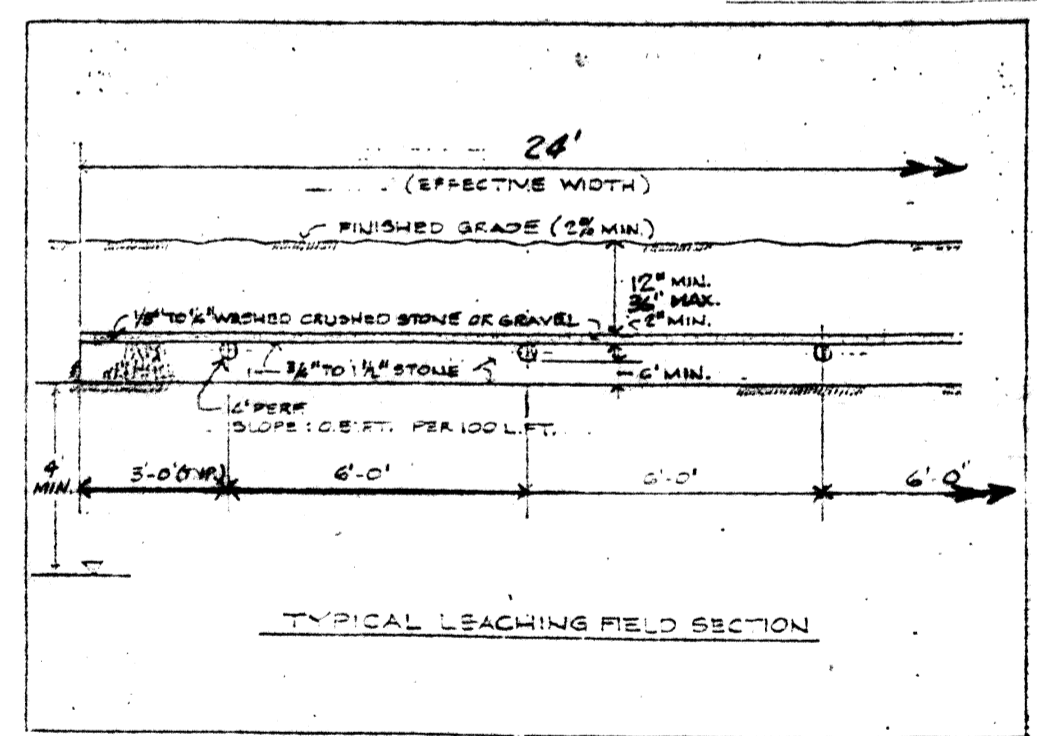 24'
(EFFECTIVE WIDTH)
FINISHED GRADE (2% MIN.)
12" MIN.
36" MAX.
2" MIN.
1/8" TO 1/4" WASHED CRUSHED STONE OR GRAVEL
3/4" TO 1 1/2" STONE
6" MIN.
4" PERF.
SLOPE: 0.5 FT. PER 100 L.FT.
4'
MIN.
3'-0" (TYP.)
6'-0"
6'-0"
6'-0"
TYPICAL LEACHING FIELD SECTION